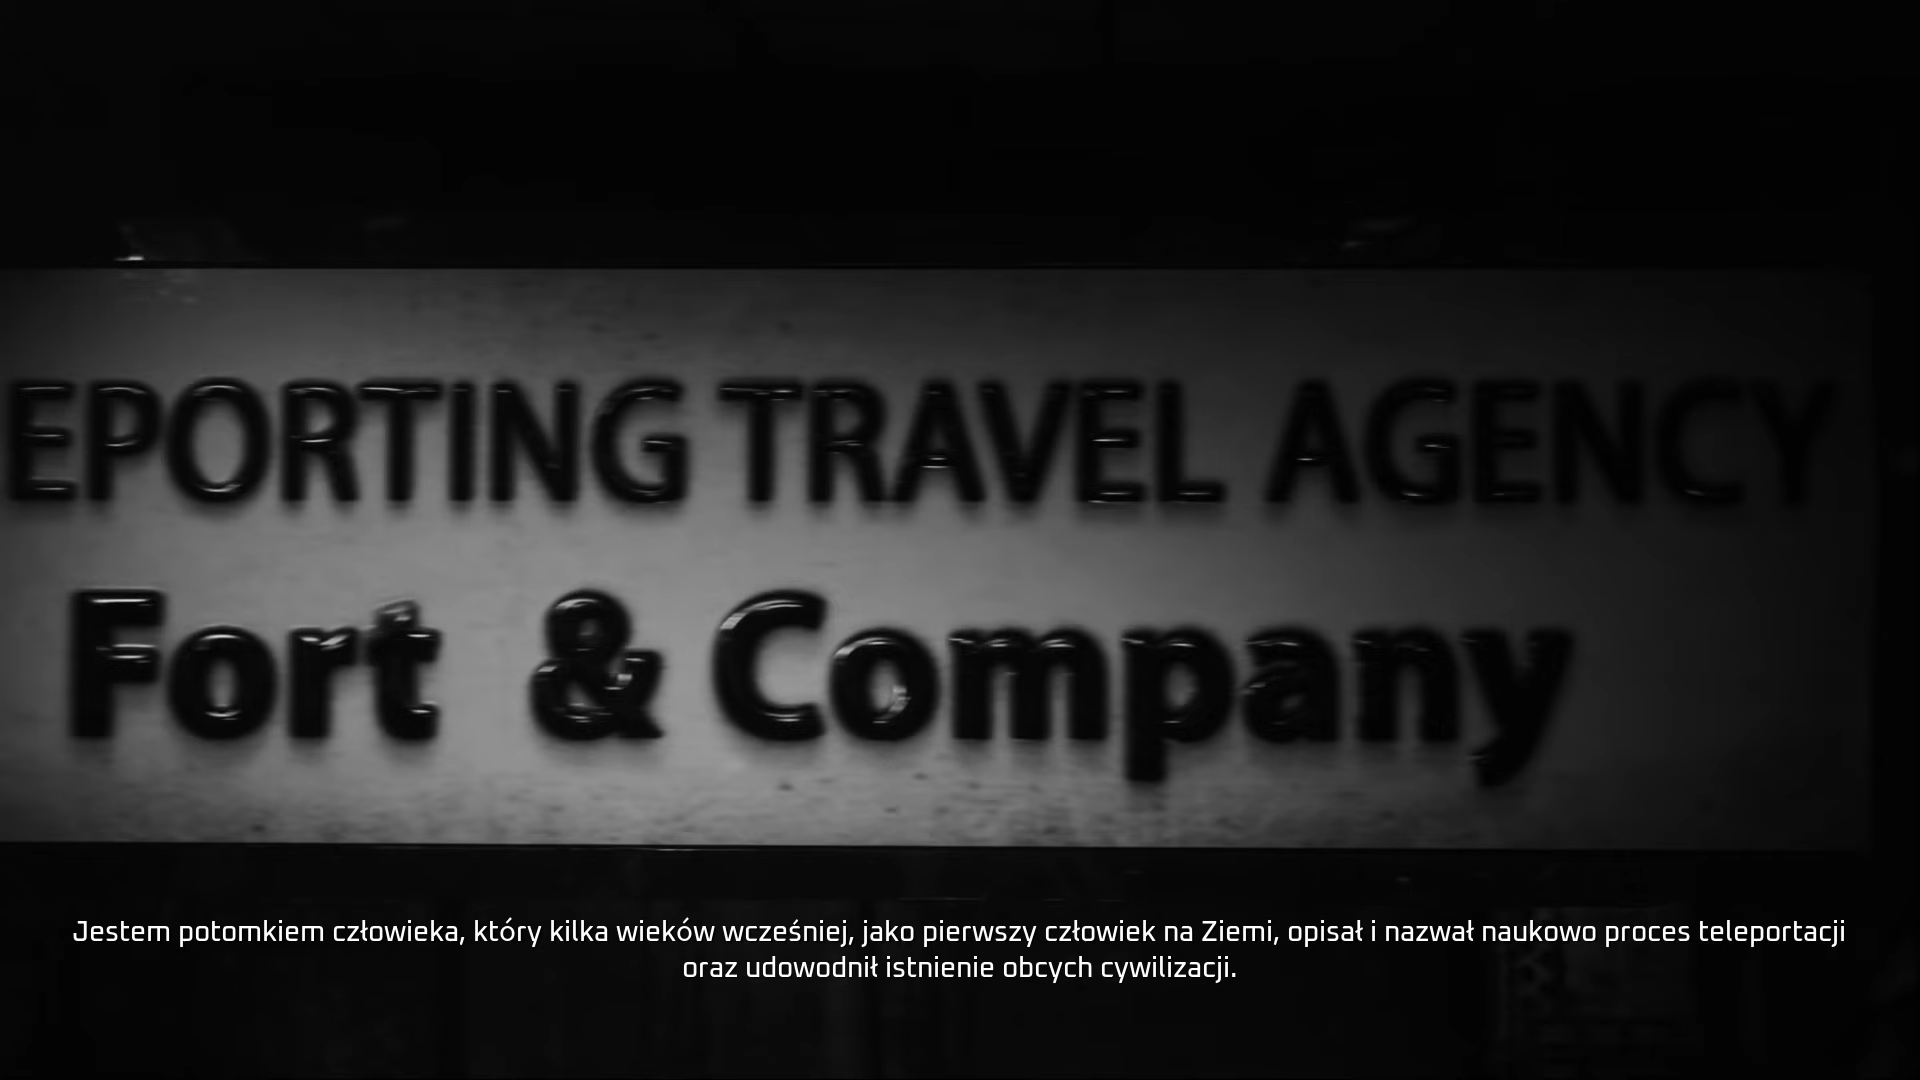 EPORTING TRAVEL AGENCY
Fort & Company
Jestem potomkiem człowieka, który kilka wieków wcześniej, jako pierwszy człowiek na Ziemi, opisał i nazwał naukowo proces teleportacji
oraz udowodnił istnienie obcych cywilizacji.